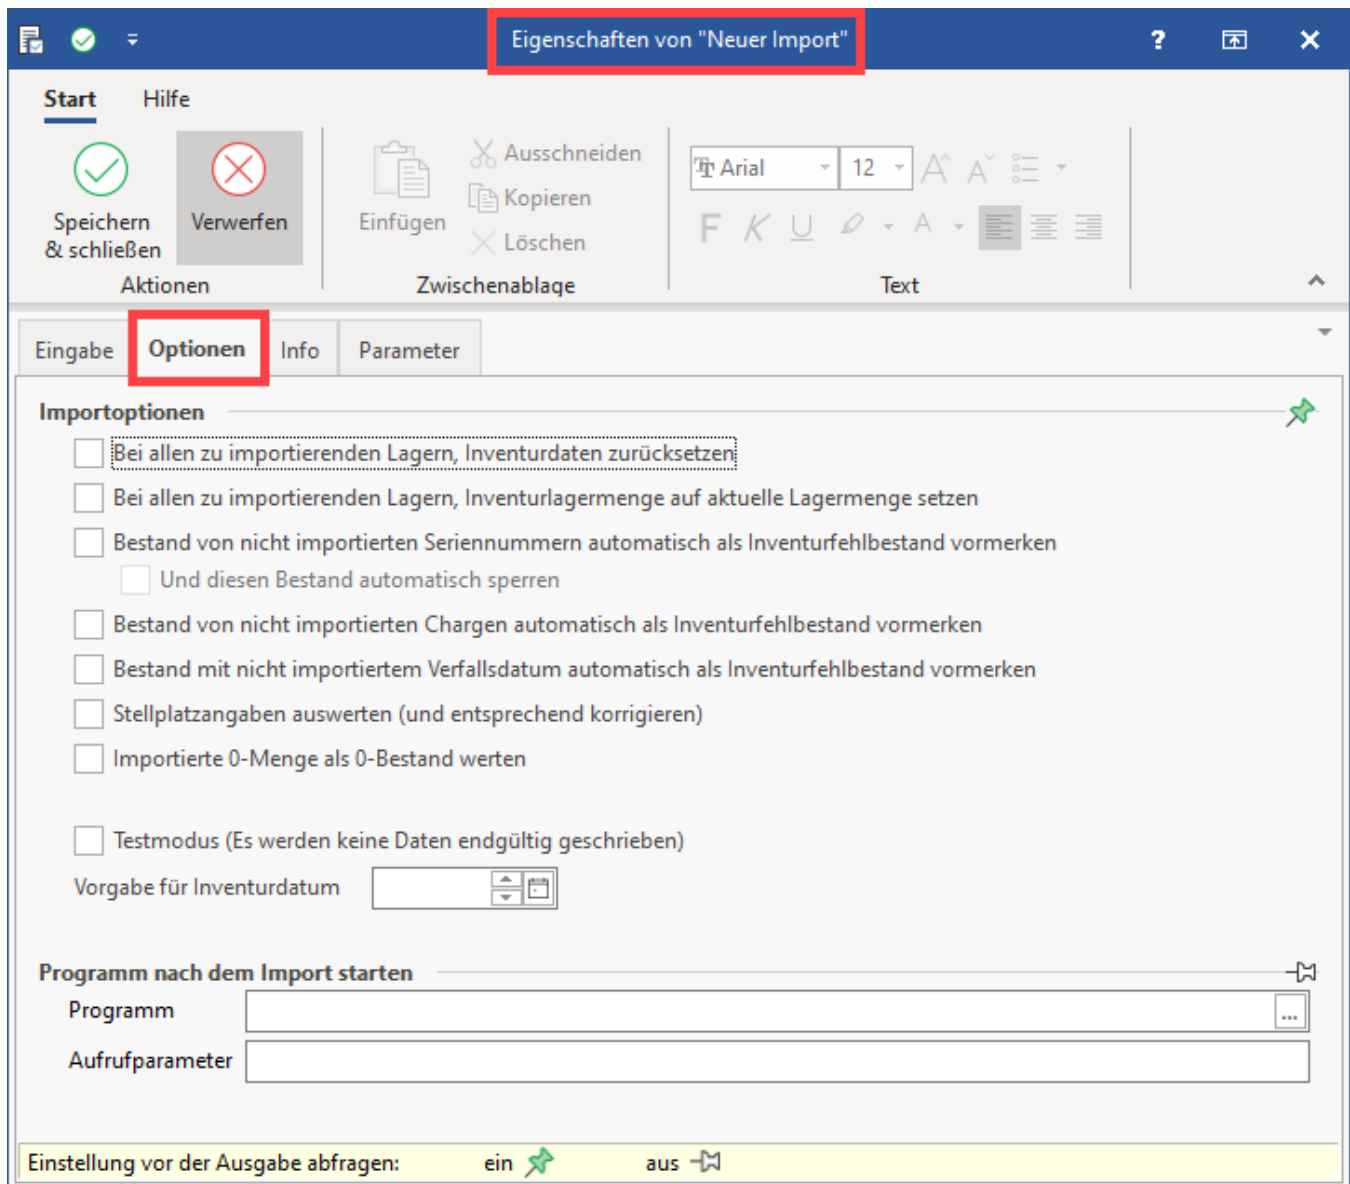 Eigenschaften von "Neuer Import"
?
Start Hilfe
Speichern & schließen
Verwerfen
Einfügen
Ausschneiden
Kopieren
Löschen
Arial 12
F K U A
Aktionen Zwischenablage Text
Eingabe Optionen Info Parameter
Importoptionen
Bei allen zu importierenden Lagern, Inventurdaten zurücksetzen
Bei allen zu importierenden Lagern, Inventurlagermenge auf aktuelle Lagermenge setzen
Bestand von nicht importierten Seriennummern automatisch als Inventurfehlbestand vormerken
Und diesen Bestand automatisch sperren
Bestand von nicht importierten Chargen automatisch als Inventurfehlbestand vormerken
Bestand mit nicht importiertem Verfallsdatum automatisch als Inventurfehlbestand vormerken
Stellplatzangaben auswerten (und entsprechend korrigieren)
Importierte 0-Menge als 0-Bestand werten
Testmodus (Es werden keine Daten endgültig geschrieben)
Vorgabe für Inventurdatum
Programm nach dem Import starten
Programm ...
Aufrufparameter
Einstellung vor der Ausgabe abfragen: ein aus